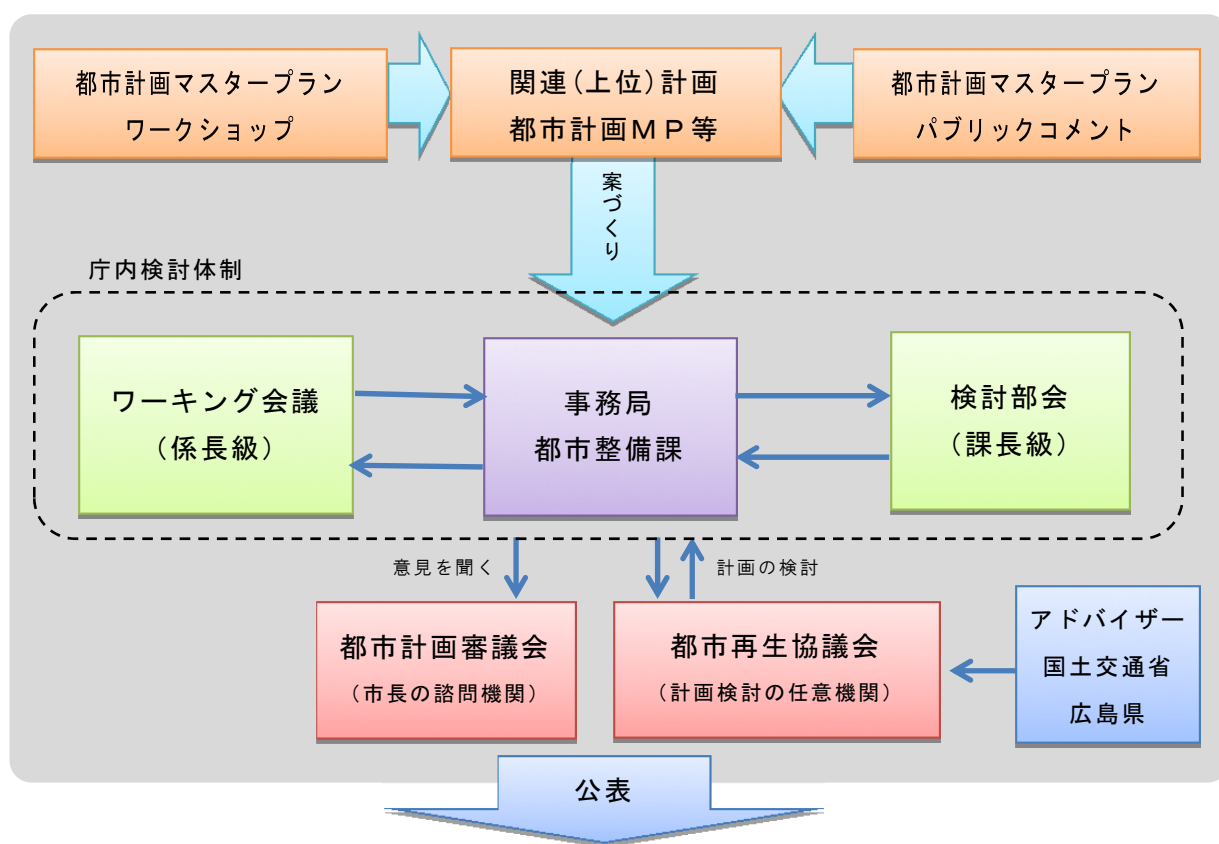 都市計画マスタープラン
ワークショップ
関連（上位）計画
都市計画ＭＰ等
都市計画マスタープラン
パブリックコメント
案づくり
庁内検討体制
ワーキング会議
（係長級）
事務局
都市整備課
検討部会
（課長級）
意見を聞く
計画の検討
都市計画審議会
（市長の諮問機関）
都市再生協議会
（計画検討の任意機関）
アドバイザー
国土交通省
広島県
公表